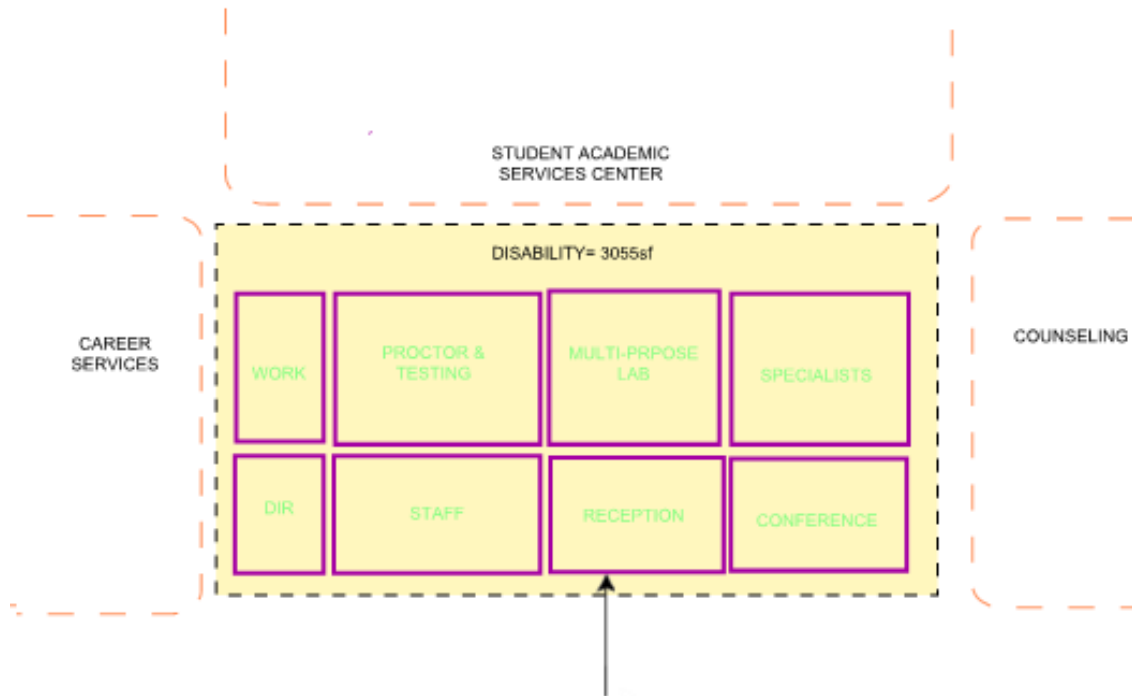 STUDENT ACADEMIC
SERVICES CENTER
DISABILITY= 3055sf
CAREER
SERVICES
COUNSELING
WORK
PROCTOR &
TESTING
MULTI-PRPOSE
LAB
SPECIALISTS
DIR
STAFF
RECEPTION
CONFERENCE